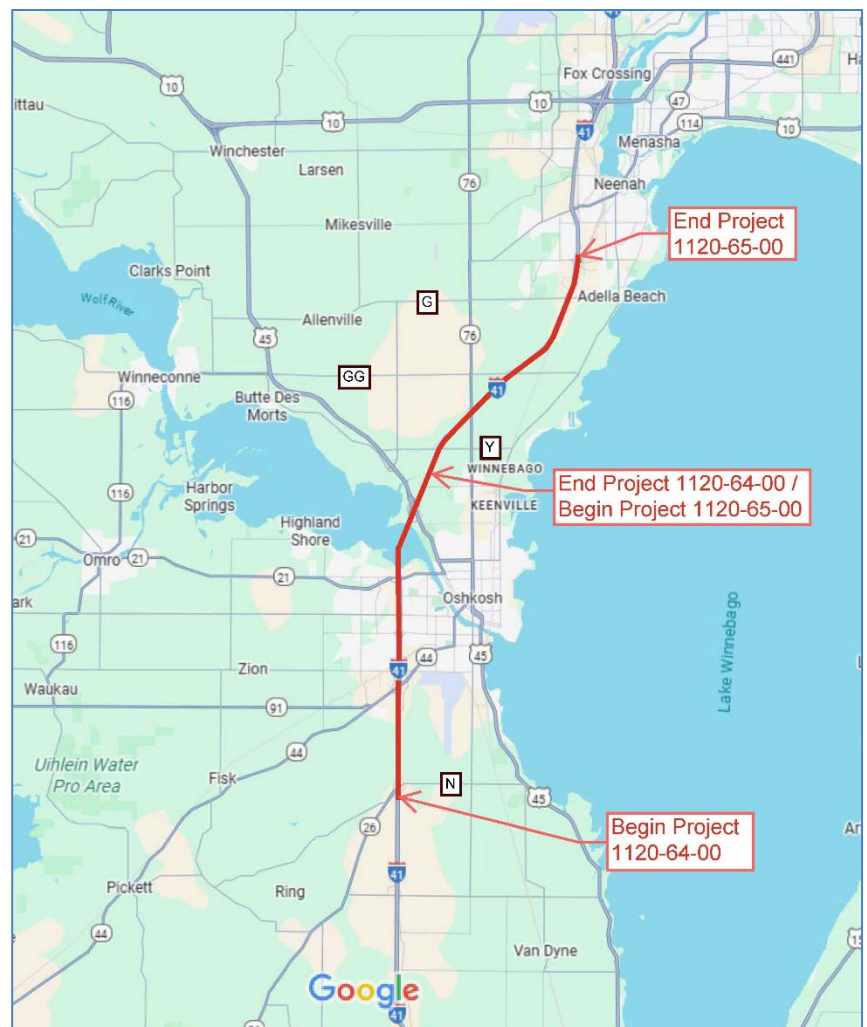 Fox Crossing
441
Ha
ittau
10
10
47
41
114
10
Winchester
Menasha
Larsen
76
Neenah
Mikesville
End Project
1120-65-00
Clarks Point
Wolf River
G
Adella Beach
Allenville
45
76
GG
Winneconne
41
116
Butte Des
Morts
Y
WINNEBAGO
End Project 1120-64-00 /
Begin Project 1120-65-00
116
Harbor
Springs
KEENVILLE
Highland
Shore
21
21
Omro
21
ark
Oshkosh
116
44
45
Zion
41
Waukau
91
Lake Winnebago
44
Uihlein Water
Pro Area
Fisk
N
45
Begin Project
1120-64-00
26
An
41
Pickett
Ring
44
Van Dyne
15
26
Google
41